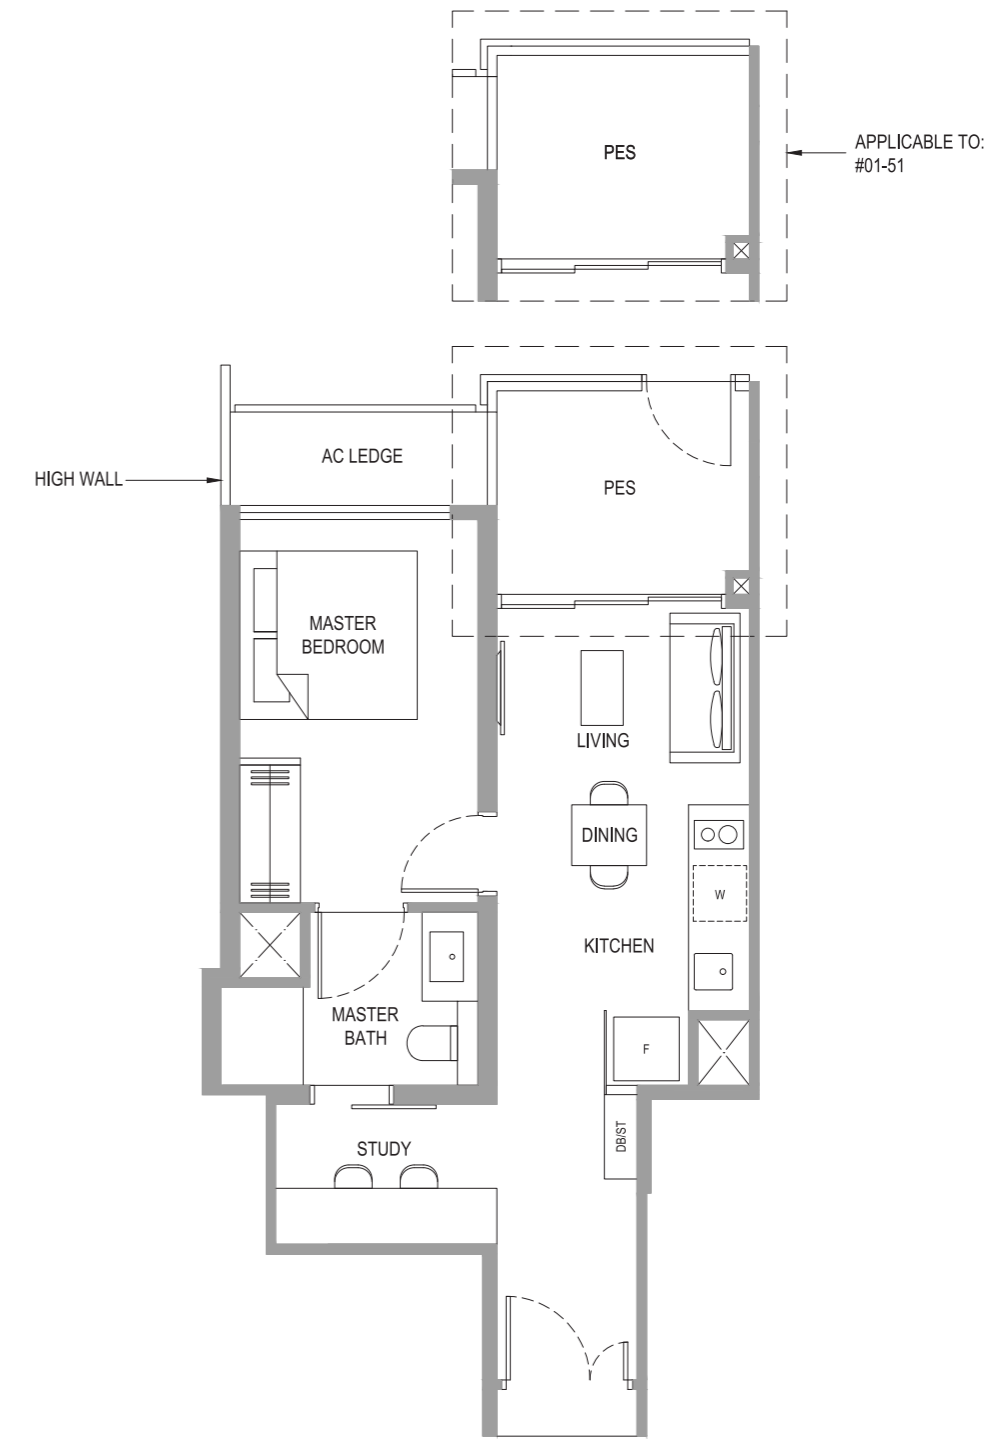 PES
APPLICABLE TO:
#01-51
AC LEDGE
HIGH WALL
PES
MASTER
BEDROOM
LIVING
DINING
W
KITCHEN
MASTER
BATH
F
DB/ST
STUDY